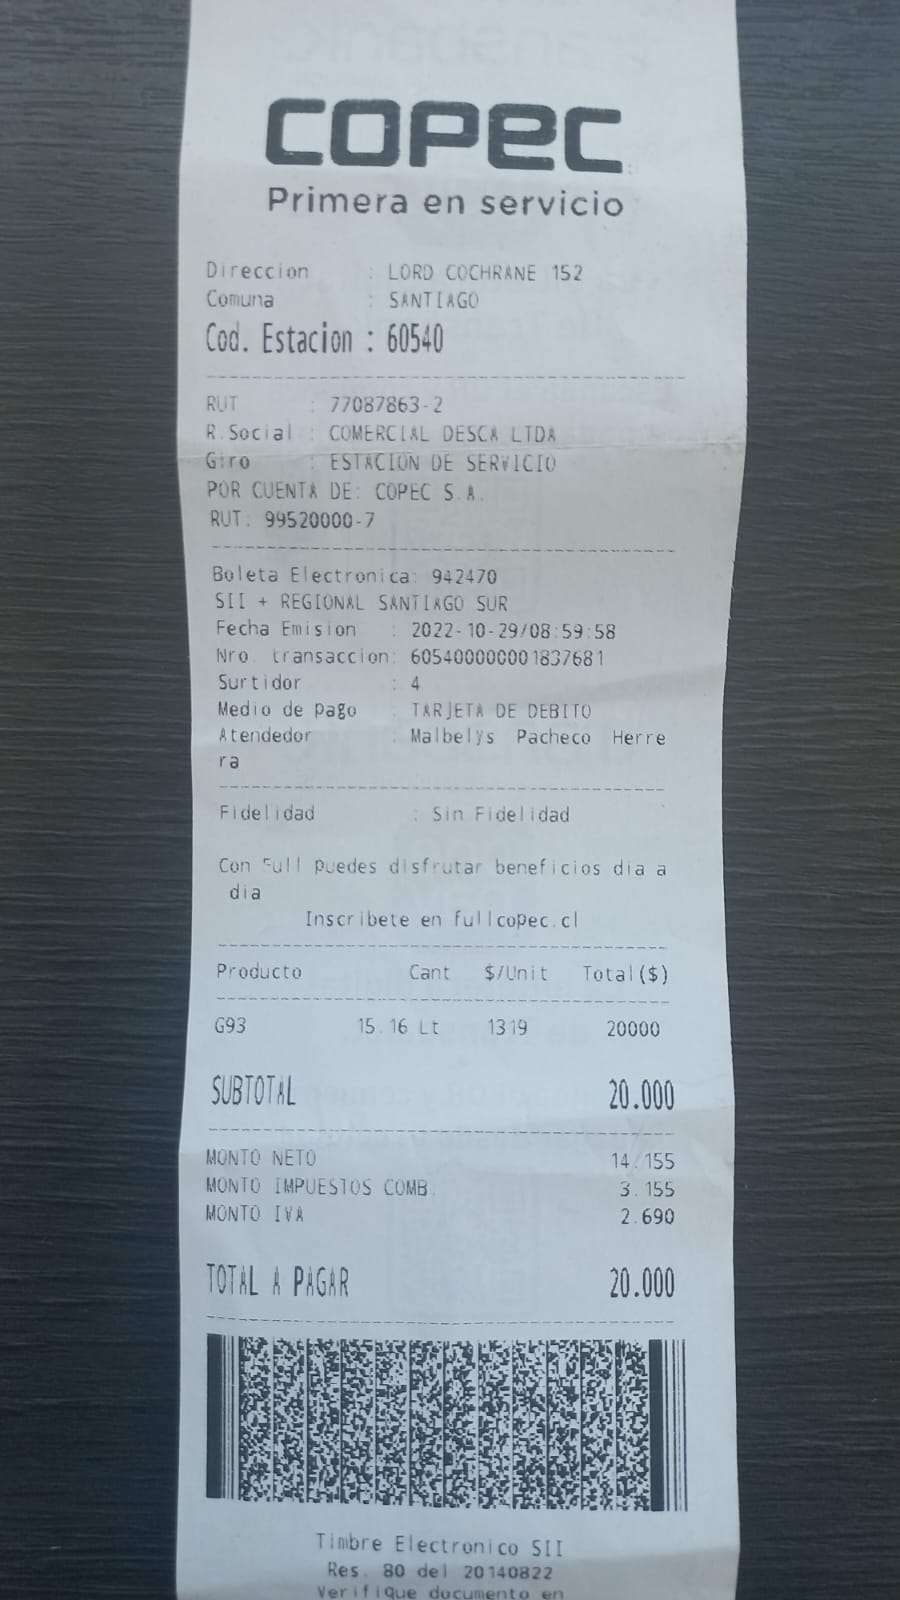 COPEC
Primera en servicio
Direccion : LORD COCHRANE 152
Comuna : SANTIAGO
Cod. Estacion : 60540
RUT : 77087863-2
R.Social : COMERCIAL DESCA LTDA
Giro : ESTACION DE SERVICIO
POR CUENTA DE: COPEC S.A.
RUT: 99520000-7
Boleta Electronica: 942470
SII + REGIONAL SANTIAGO SUR
Fecha Emision : 2022-10-29/08:59:58
Nro. transaccion: 605400000001837681
Surtidor : 4
Medio de pago : TARJETA DE DEBITO
Atendedor : Malbelys Pacheco Herre
ra
Fidelidad : Sin Fidelidad
Con Full puedes disfrutar beneficios dia a
dia
Inscribete en fullcopec.cl
Producto Cant $/Unit Total($)
G93 15.16 Lt 1319 20000
SUBTOTAL 20.000
MONTO NETO 14.155
MONTO IMPUESTOS COMB. 3.155
MONTO IVA 2.690
TOTAL A PAGAR 20.000
Timbre Electronico SII
Res. 80 del 20140822
Verifique documento en